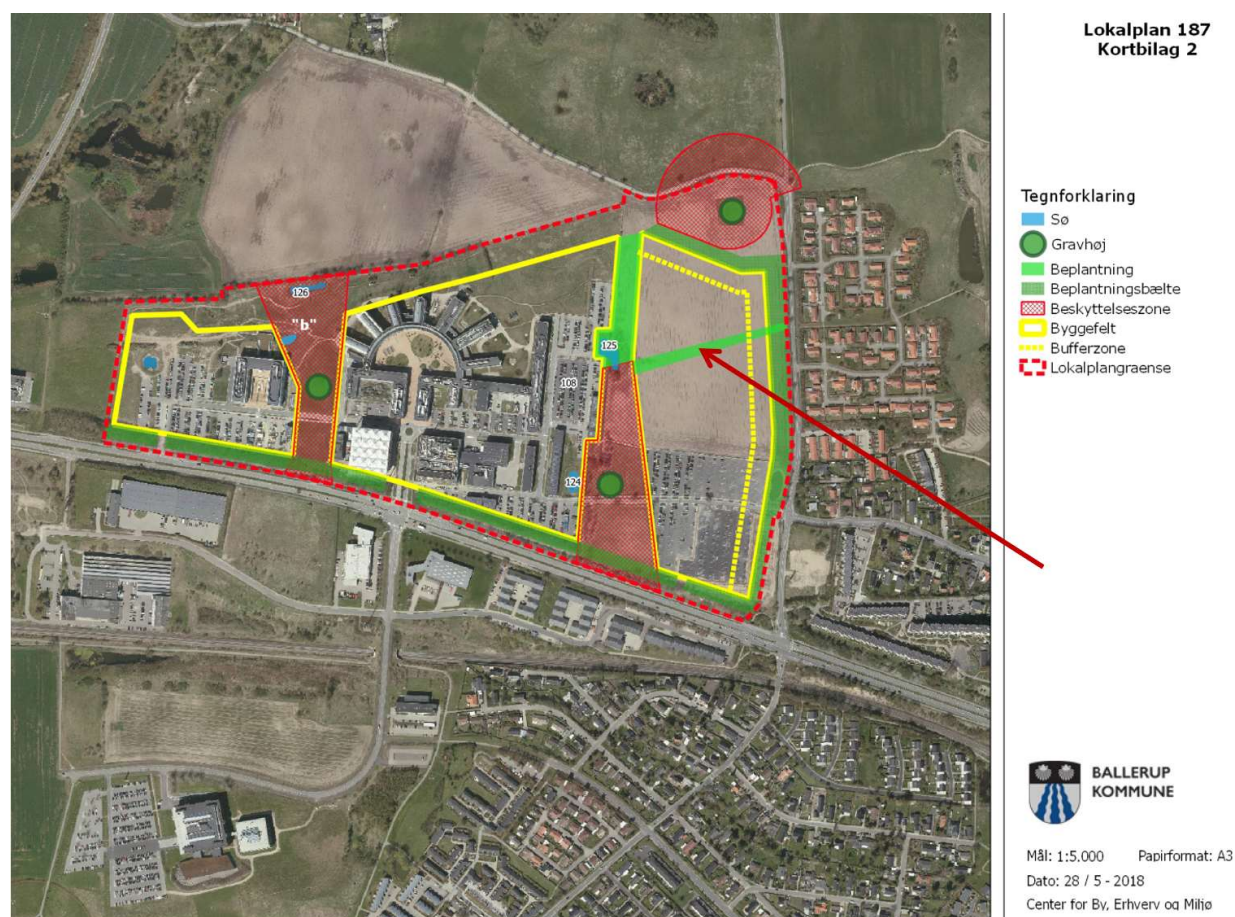 Lokalplan 187
Kortbilag 2
Tegnforklaring
Sø
Gravhøj
Beplantning
Beplantningsbælte
Beskyttelseszone
Byggefelt
Bufferzone
Lokalplangraense
126
"b"
125
108
124
BALLERUP
KOMMUNE
Mål: 1:5.000 Papirformat: A3
Dato: 28 / 5 - 2018
Center for By, Erhverv og Miljø